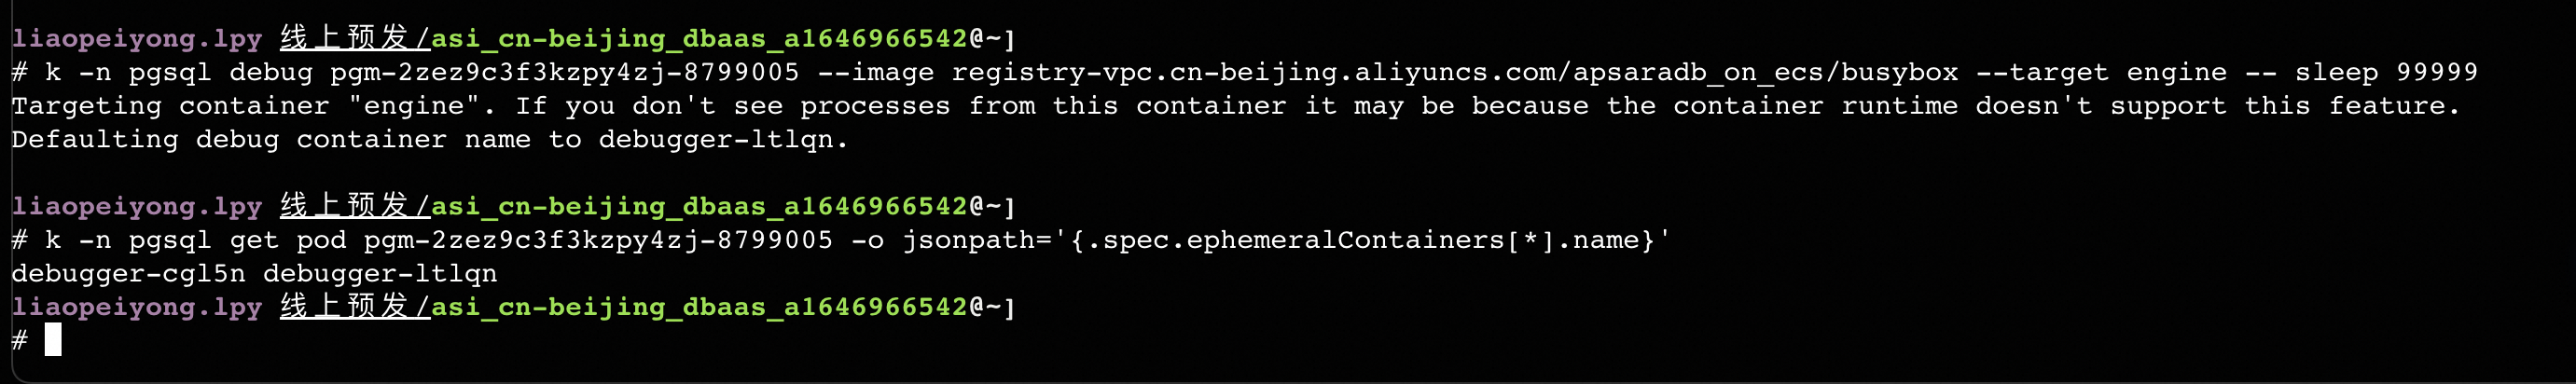 liaopeiyong.lpy 线上预发/asi_cn-beijing_dbaas_a1646966542@~]
# k -n pgsql debug pgm-2zez9c3f3kzpy4zj-8799005 --image registry-vpc.cn-beijing.aliyuncs.com/apsaradb_on_ecs/busybox --target engine -- sleep 99999
Targeting container "engine". If you don't see processes from this container it may be because the container runtime doesn't support this feature.
Defaulting debug container name to debugger-ltlqn.
liaopeiyong.lpy 线上预发/asi_cn-beijing_dbaas_a1646966542@~]
# k -n pgsql get pod pgm-2zez9c3f3kzpy4zj-8799005 -o jsonpath='{.spec.ephemeralContainers[*].name}'
debugger-cgl5n debugger-ltlqn
liaopeiyong.lpy 线上预发/asi_cn-beijing_dbaas_a1646966542@~]
#